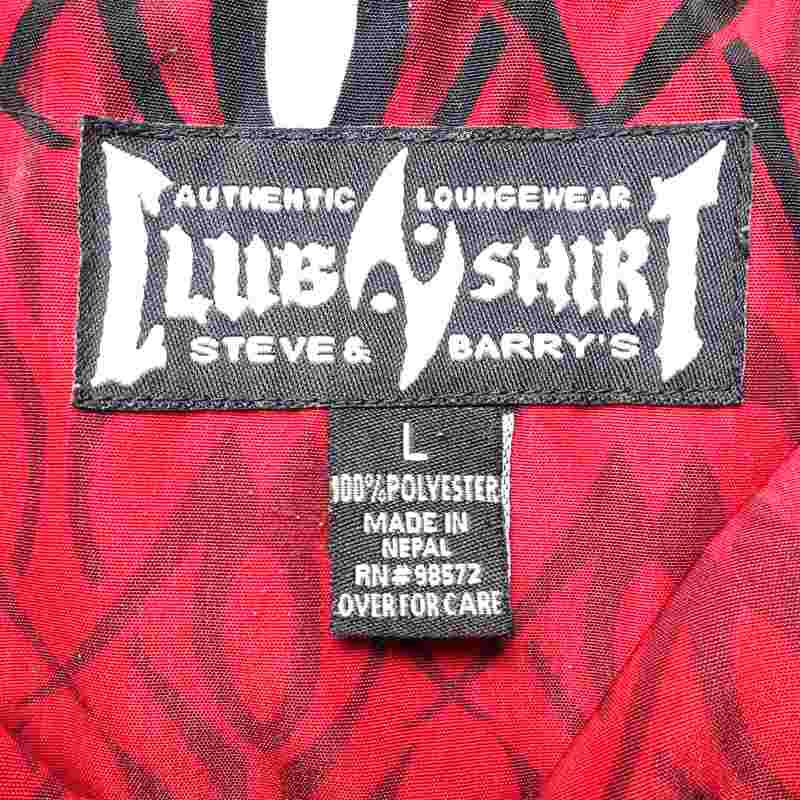 AUTHENTIC LOUNGEWEAR
CLUB SHIRT
STEVE & BARRY'S
L
100% POLYESTER
MADE IN
NEPAL
RN#98572
OVER FOR CARE